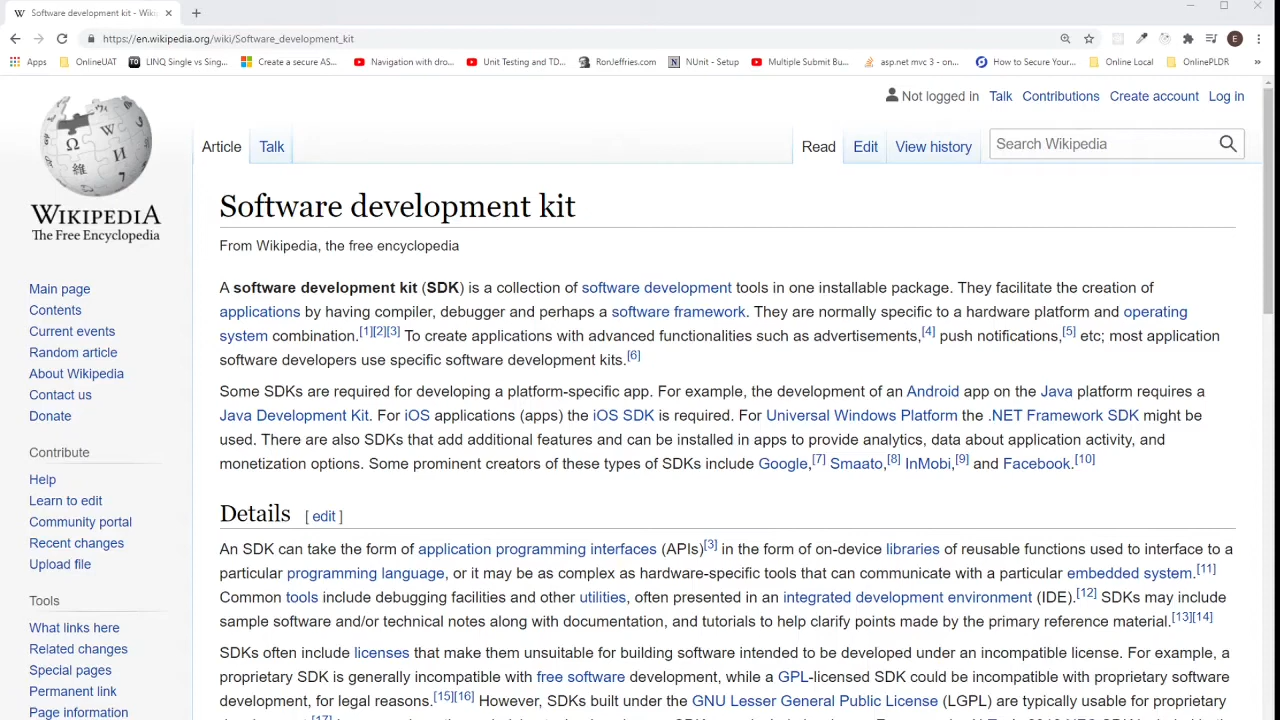 Software development kit - Wiki
https://en.wikipedia.org/wiki/Software_development_kit
E
Apps OnlineUAT LINQ Single vs Sing... Create a secure AS... Navigation with dro... Unit Testing and TD... RonJeffries.com NUnit - Setup Multiple Submit Bu... asp.net mvc 3 - on... How to Secure Your... Online Local OnlinePLDR »
Not logged in Talk Contributions Create account Log in
Article Talk Read Edit View history Search Wikipedia
WIKIPEDIA
The Free Encyclopedia
Main page
Contents
Current events
Random article
About Wikipedia
Contact us
Donate
Contribute
Help
Learn to edit
Community portal
Recent changes
Upload file
Tools
What links here
Related changes
Special pages
Permanent link
Page information
Software development kit
From Wikipedia, the free encyclopedia
A software development kit (SDK) is a collection of software development tools in one installable package. They facilitate the creation of
applications by having compiler, debugger and perhaps a software framework. They are normally specific to a hardware platform and operating
system combination.[1][2][3] To create applications with advanced functionalities such as advertisements,[4] push notifications,[5] etc; most application
software developers use specific software development kits.[6]
Some SDKs are required for developing a platform-specific app. For example, the development of an Android app on the Java platform requires a
Java Development Kit. For iOS applications (apps) the iOS SDK is required. For Universal Windows Platform the .NET Framework SDK might be
used. There are also SDKs that add additional features and can be installed in apps to provide analytics, data about application activity, and
monetization options. Some prominent creators of these types of SDKs include Google,[7] Smaato,[8] InMobi,[9] and Facebook.[10]
Details [ edit ]
An SDK can take the form of application programming interfaces (APIs)[3] in the form of on-device libraries of reusable functions used to interface to a
particular programming language, or it may be as complex as hardware-specific tools that can communicate with a particular embedded system.[11]
Common tools include debugging facilities and other utilities, often presented in an integrated development environment (IDE).[12] SDKs may include
sample software and/or technical notes along with documentation, and tutorials to help clarify points made by the primary reference material.[13][14]
SDKs often include licenses that make them unsuitable for building software intended to be developed under an incompatible license. For example, a
proprietary SDK is generally incompatible with free software development, while a GPL-licensed SDK could be incompatible with proprietary software
development, for legal reasons.[15][16] However, SDKs built under the GNU Lesser General Public License (LGPL) are typically usable for proprietary